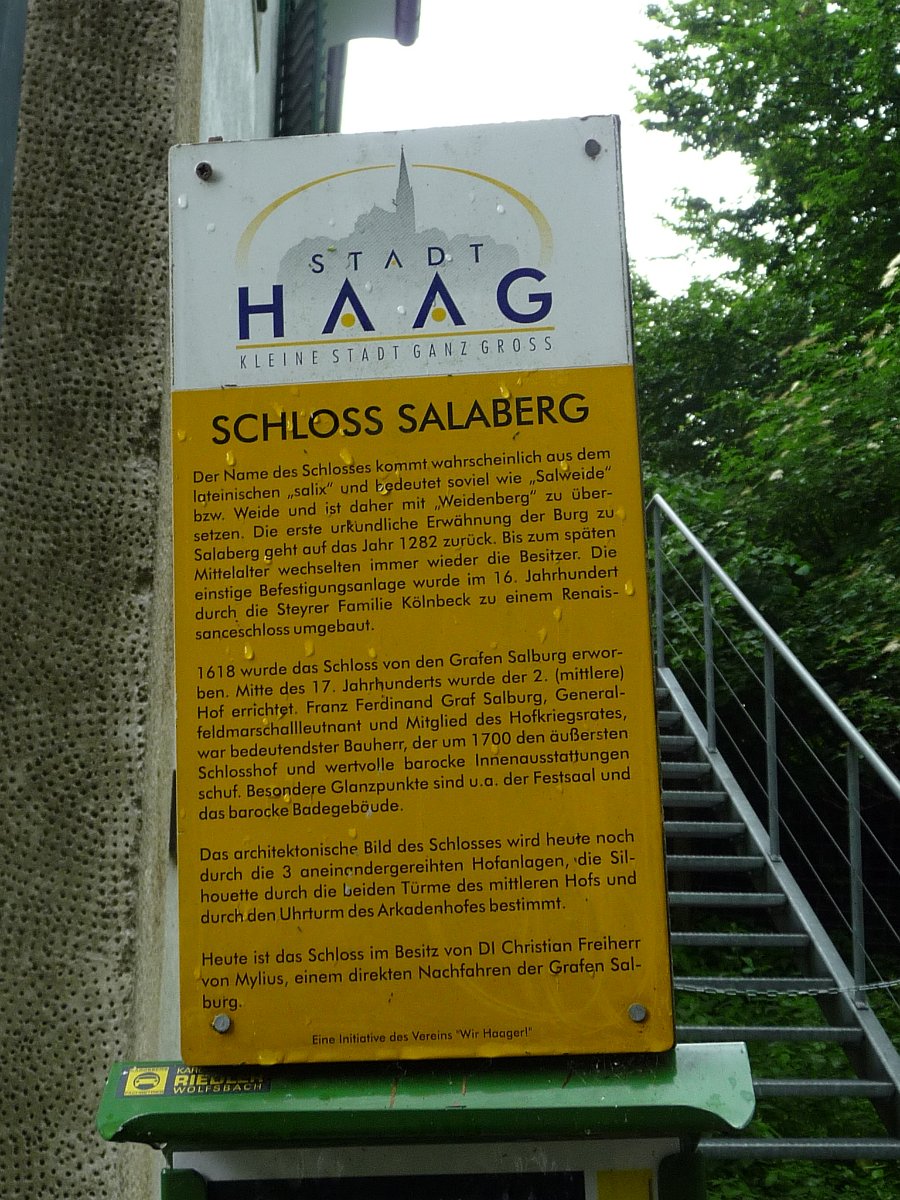 STADT
HAAG
KLEINE STADT GANZ GROSS
SCHLOSS SALABERG
Der Name des Schlosses kommt wahrscheinlich aus dem
lateinischen „salix" und bedeutet soviel wie „Salweide"
bzw. Weide und ist daher mit „Weidenberg" zu über-
setzen. Die erste urkundliche Erwähnung der Burg zu
Salaberg geht auf das Jahr 1282 zurück. Bis zum späten
Mittelalter wechselten immer wieder die Besitzer. Die
einstige Befestigungsanlage wurde im 16. Jahrhundert
durch die Steyrer Familie Kölnbeck zu einem Renais-
sanceschloss umgebaut.
1618 wurde das Schloss von den Grafen Salburg erwor-
ben. Mitte des 17. Jahrhunderts wurde der 2. (mittlere)
Hof errichtet. Franz Ferdinand Graf Salburg, General-
feldmarschallleutnant und Mitglied des Hofkriegsrates,
war bedeutendster Bauherr, der um 1700 den äußersten
Schlosshof und wertvolle barocke Innenausstattungen
schuf. Besondere Glanzpunkte sind u.a. der Festsaal und
das barocke Badegebäude.
Das architektonische Bild des Schlosses wird heute noch
durch die 3 aneinandergereihten Hofanlagen, die Sil-
houette durch die beiden Türme des mittleren Hofs und
durch den Uhrturm des Arkadenhofes bestimmt.
Heute ist das Schloss im Besitz von DI Christian Freiherr
von Mylius, einem direkten Nachfahren der Grafen Sal-
burg.
Eine Initiative des Vereins "Wir Haager!"
RIEDLER
WOLFSBACH